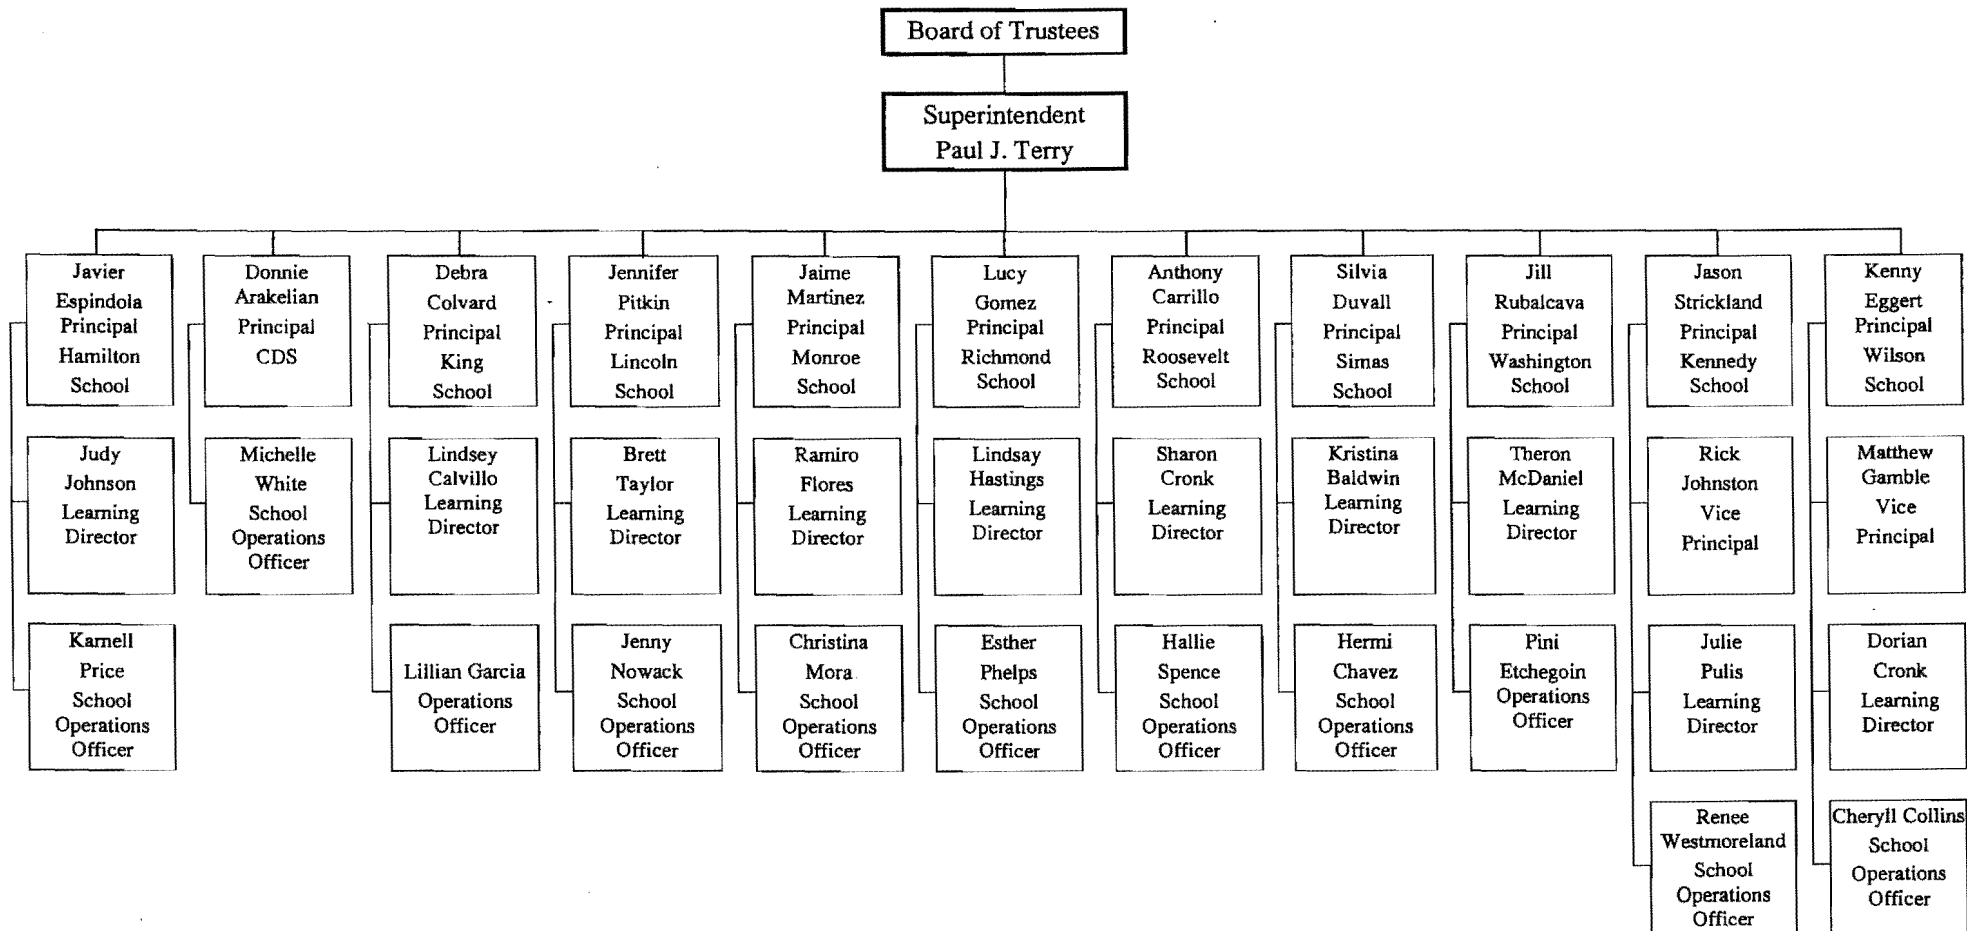 Board of Trustees
Superintendent
Paul J. Terry
Javier
Espindola
Principal
Hamilton
School
Donnie
Arakelian
Principal
CDS
Debra
Colvard
Principal
King
School
Jennifer
Pitkin
Principal
Lincoln
School
Jaime
Martinez
Principal
Monroe
School
Lucy
Gomez
Principal
Richmond
School
Anthony
Carrillo
Principal
Roosevelt
School
Silvia
Duvall
Principal
Simas
School
Jill
Rubalcava
Principal
Washington
School
Jason
Strickland
Principal
Kennedy
School
Kenny
Eggert
Principal
Wilson
School
Judy
Johnson
Learning
Director
Michelle
White
School
Operations
Officer
Lindsey
Calvillo
Learning
Director
Brett
Taylor
Learning
Director
Ramiro
Flores
Learning
Director
Lindsay
Hastings
Learning
Director
Sharon
Cronk
Learning
Director
Kristina
Baldwin
Learning
Director
Theron
McDaniel
Learning
Director
Rick
Johnston
Vice
Principal
Matthew
Gamble
Vice
Principal
Karnell
Price
School
Operations
Officer
Lillian Garcia
Operations
Officer
Jenny
Nowack
School
Operations
Officer
Christina
Mora
School
Operations
Officer
Esther
Phelps
School
Operations
Officer
Hallie
Spence
School
Operations
Officer
Hermi
Chavez
School
Operations
Officer
Pini
Etchegoin
Operations
Officer
Julie
Pulis
Learning
Director
Dorian
Cronk
Learning
Director
Renee
Westmoreland
School
Operations
Officer
Cheryll Collins
School
Operations
Officer